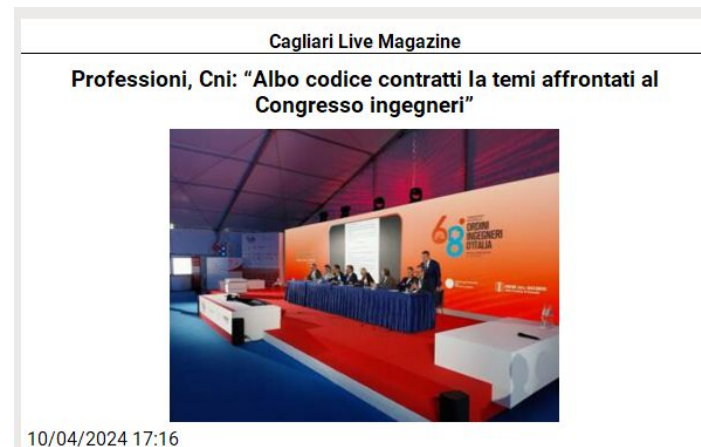 Cagliari Live Magazine
Professioni, Cni: “Albo codice contratti Ia temi affrontati al
Congresso ingegneri”
68°
ORDINI
INGEGNERI
D'ITALIA
10/04/2024 17:16